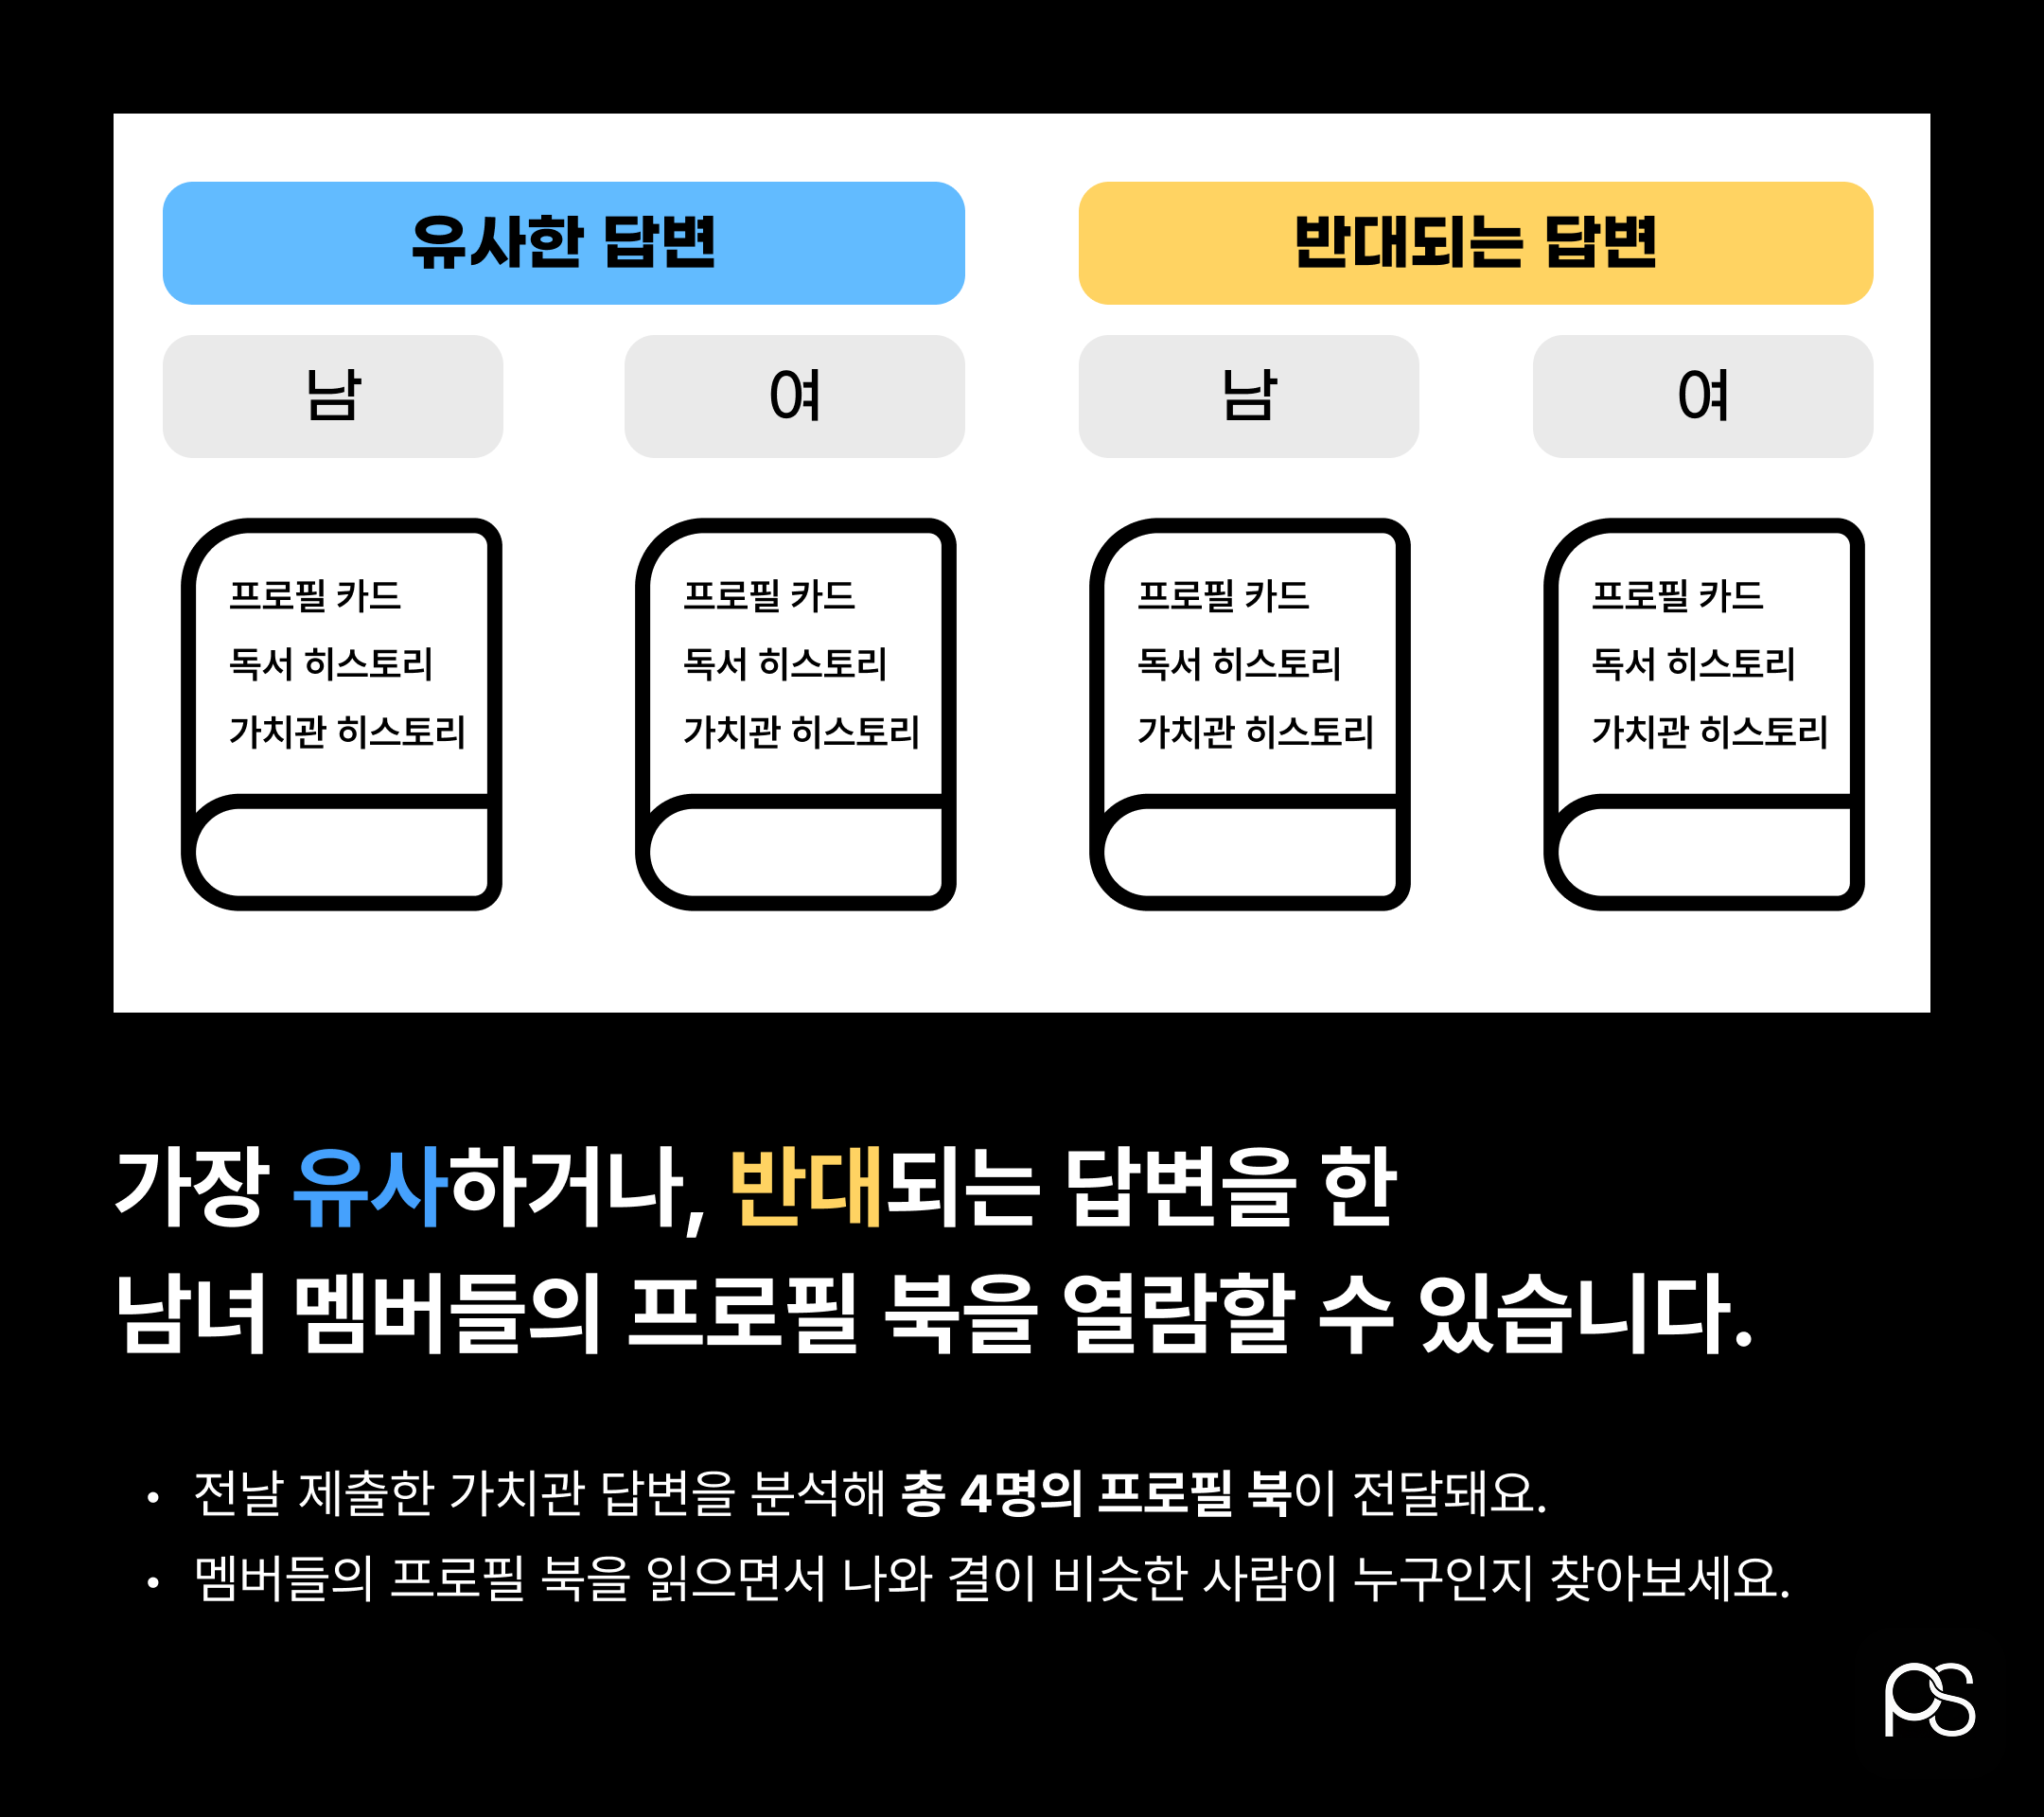 유사한 답변
반대되는 답변
남
여
남
여
프로필 카드
독서 히스토리
가치관 히스토리
프로필 카드
독서 히스토리
가치관 히스토리
프로필 카드
독서 히스토리
가치관 히스토리
프로필 카드
독서 히스토리
가치관 히스토리
가장 유사하거나, 반대되는 답변을 한
남녀 멤버들의 프로필 북을 열람할 수 있습니다.
• 전날 제출한 가치관 답변을 분석해 총 4명의 프로필 북이 전달돼요.
• 멤버들의 프로필 북을 읽으면서 나와 결이 비슷한 사람이 누구인지 찾아보세요.
PS